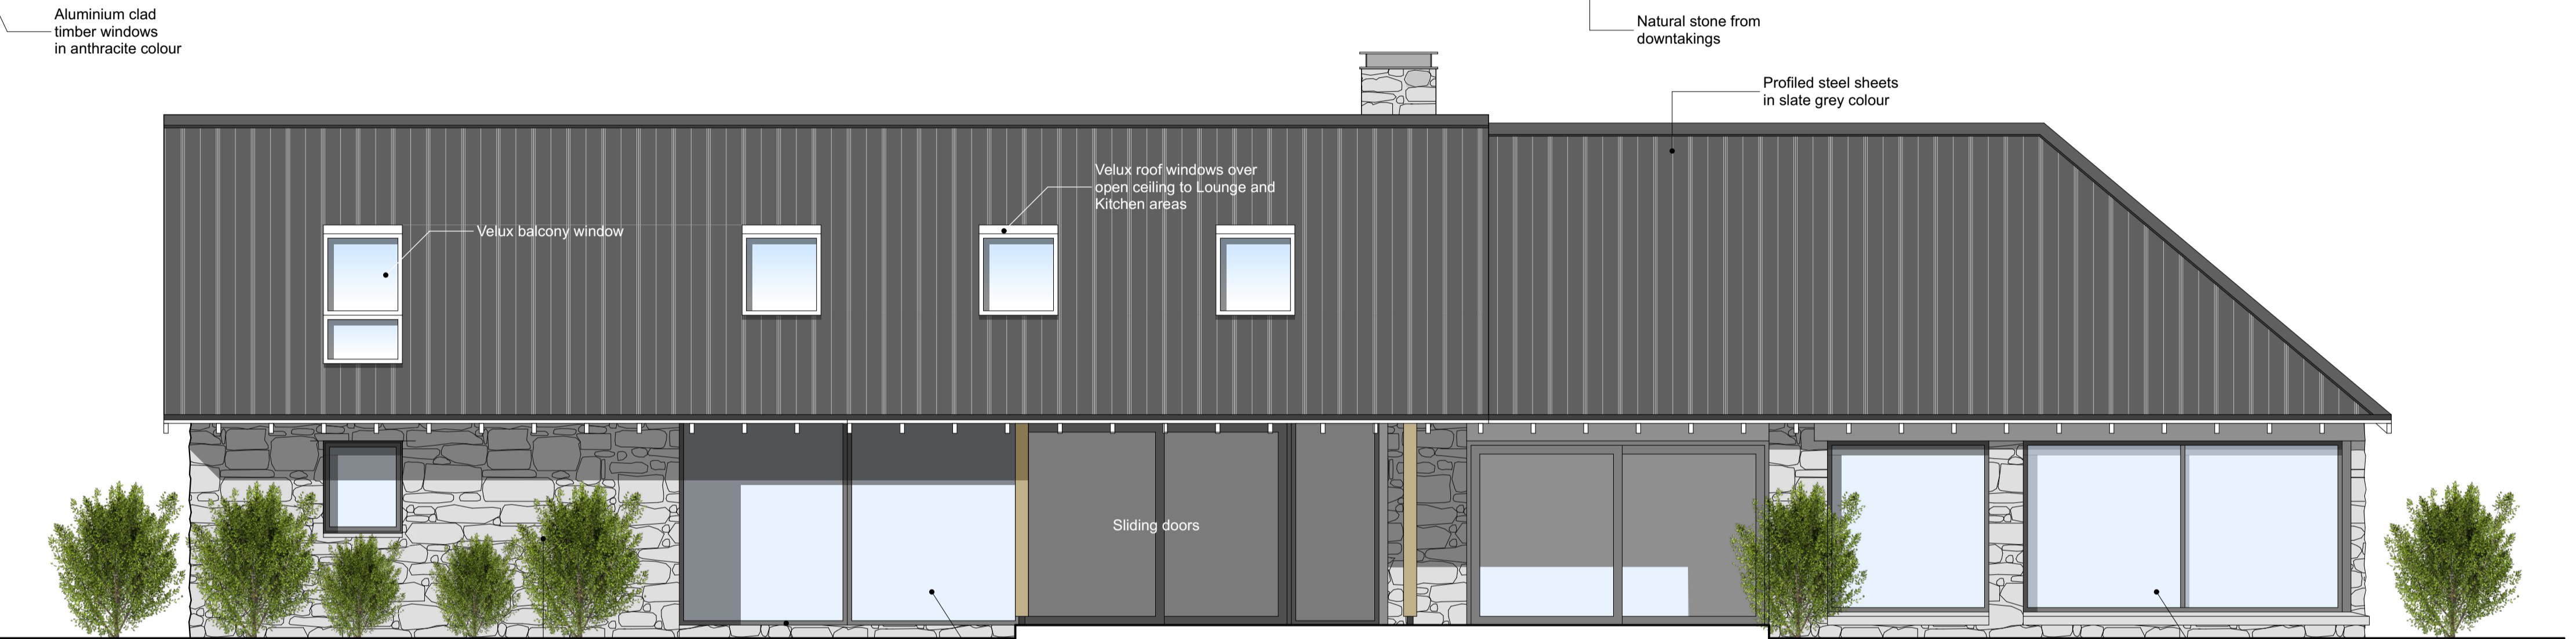 Aluminium clad
timber windows
in anthracite colour
Natural stone from
downtakings
Profiled steel sheets
in slate grey colour
Velux roof windows over
open ceiling to Lounge and
Kitchen areas
Velux balcony window
Sliding doors